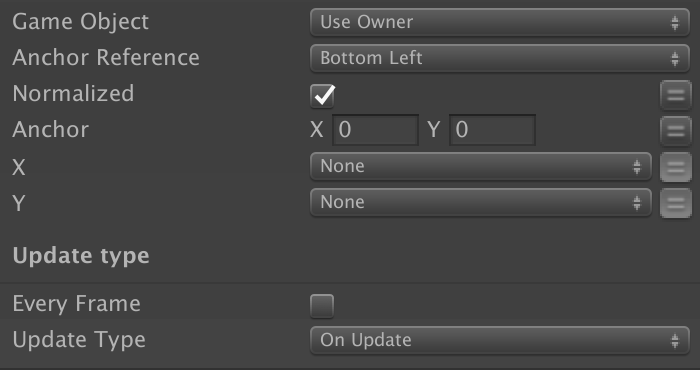 Game Object Use Owner
Anchor Reference Bottom Left
Normalized
Anchor X 0 Y 0
X None
Y None
Update type
Every Frame
Update Type On Update